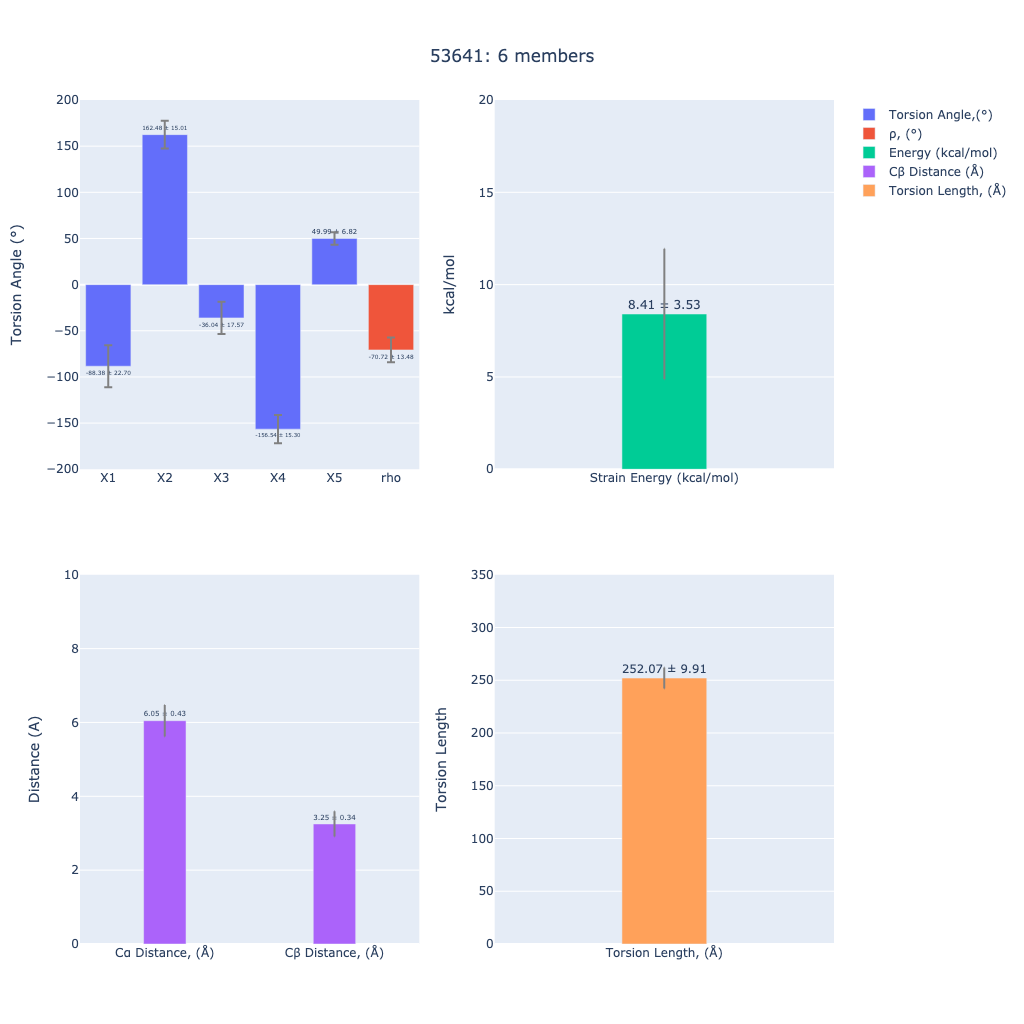 53641: 6 members
200
150
100
50
0
−50
−100
−150
−200
Torsion Angle (°)
-88.38 ± 22.70
162.48 ± 15.01
-36.04 ± 17.57
-156.54 ± 15.30
49.99 ± 6.82
-70.72 ± 13.48
X1
X2
X3
X4
X5
rho
20
15
10
5
0
kcal/mol
8.41 ± 3.53
Strain Energy (kcal/mol)
Torsion Angle,(°)
ρ, (°)
Energy (kcal/mol)
Cβ Distance (Å)
Torsion Length, (Å)
10
8
6
4
2
0
Distance (A)
6.05 ± 0.43
3.25 ± 0.34
Cα Distance, (Å)
Cβ Distance, (Å)
350
300
250
200
150
100
50
0
Torsion Length
252.07 ± 9.91
Torsion Length, (Å)